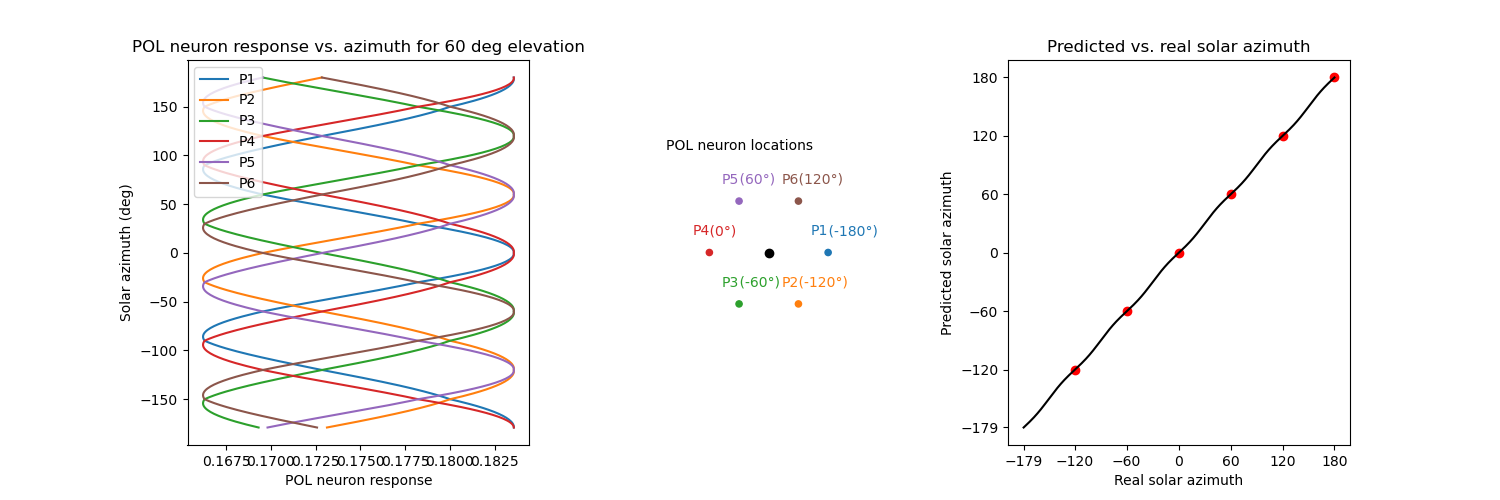 POL neuron response vs. azimuth for 60 deg elevation
P1
P2
P3
P4
P5
P6
150
100
50
0
−50
−100
−150
Solar azimuth (deg)
0.1675 0.1700 0.1725 0.1750 0.1775 0.1800 0.1825
POL neuron response
POL neuron locations
P5(60°) P6(120°)
P4(0°) P1(-180°)
P3(-60°) P2(-120°)
Predicted vs. real solar azimuth
180
120
60
0
−60
−120
−179
Predicted solar azimuth
−179 −120 −60 0 60 120 180
Real solar azimuth